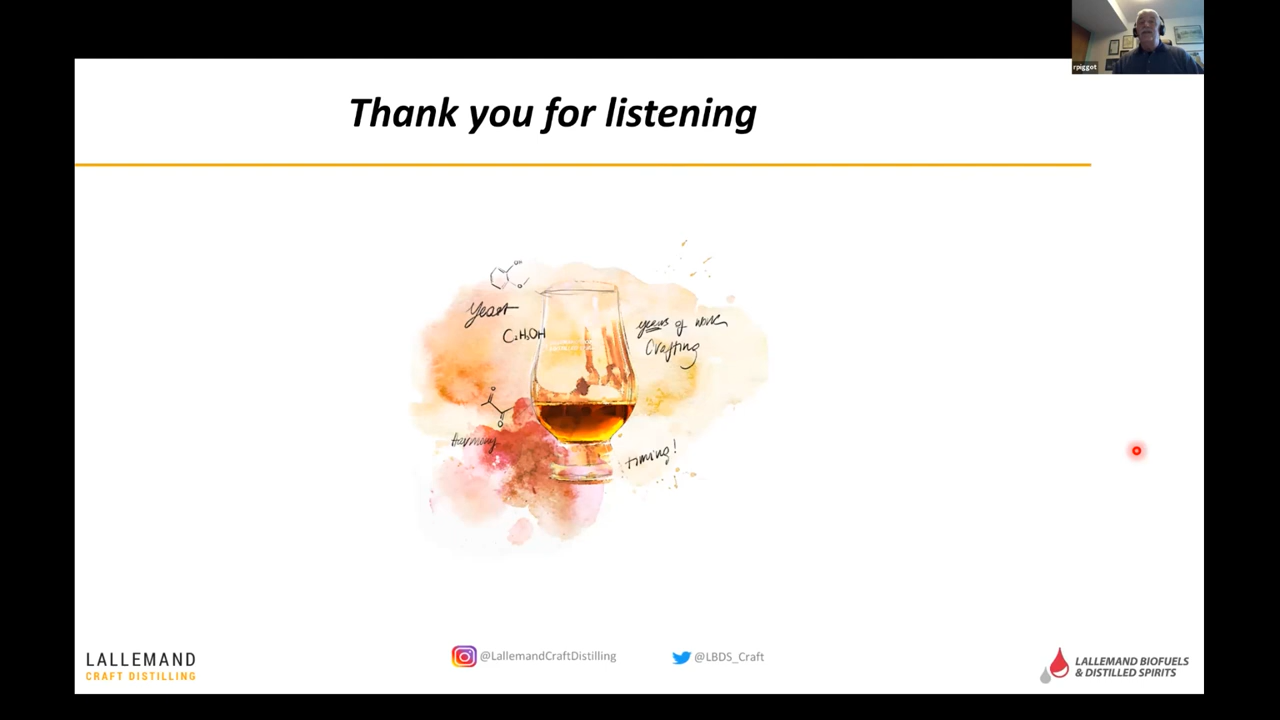 rpiggot
Thank you for listening
Yeast
C₂H₅OH
years of work
Crafting
Harmony
timing!
LALLEMAND
CRAFT DISTILLING
@LallemandCraftDistilling
@LBDS_Craft
LALLEMAND BIOFUELS
& DISTILLED SPIRITS